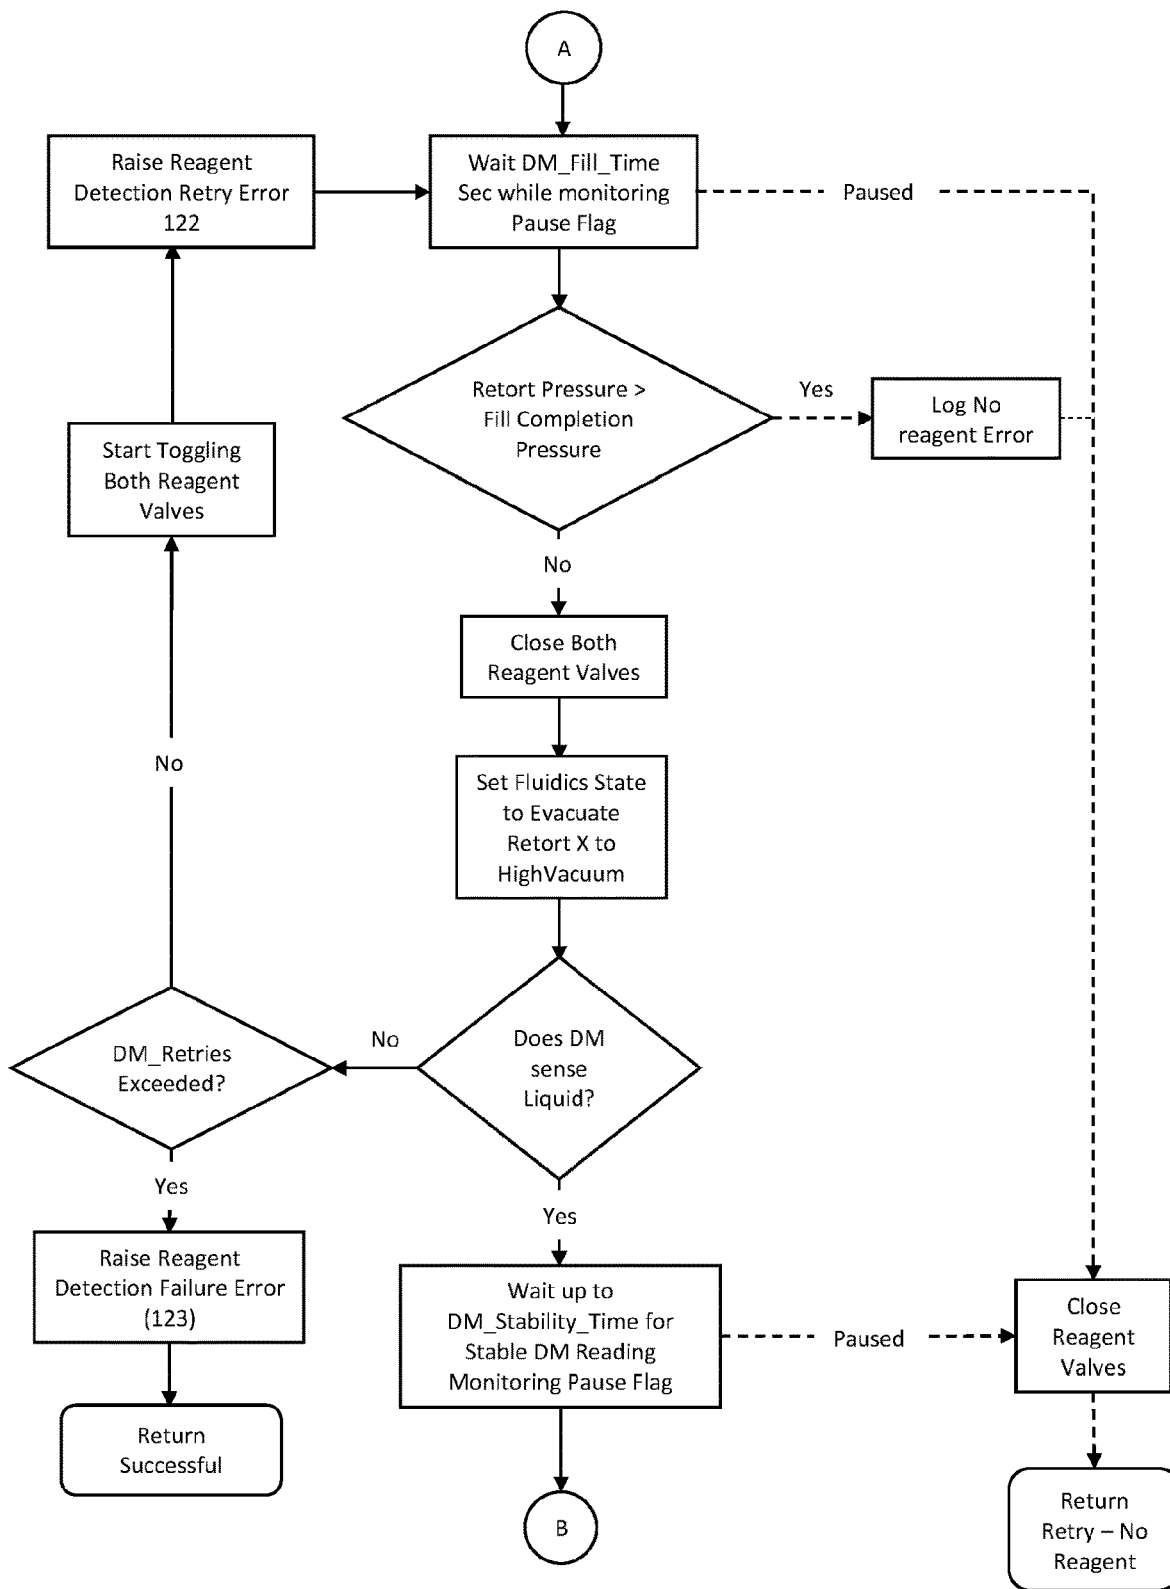 A
Raise Reagent
Detection Retry Error
122
Wait DM_Fill_Time
Sec while monitoring
Pause Flag
Paused
Retort Pressure >
Fill Completion
Pressure
Yes
Log No
reagent Error
Start Toggling
Both Reagent
Valves
No
Close Both
Reagent Valves
No
Set Fluidics State
to Evacuate
Retort X to
HighVacuum
DM_Retries
Exceeded?
No
Does DM
sense
Liquid?
Yes
Yes
Raise Reagent
Detection Failure Error
(123)
Wait up to
DM_Stability_Time for
Stable DM Reading
Monitoring Pause Flag
Paused
Close
Reagent
Valves
Return
Successful
B
Return
Retry – No
Reagent